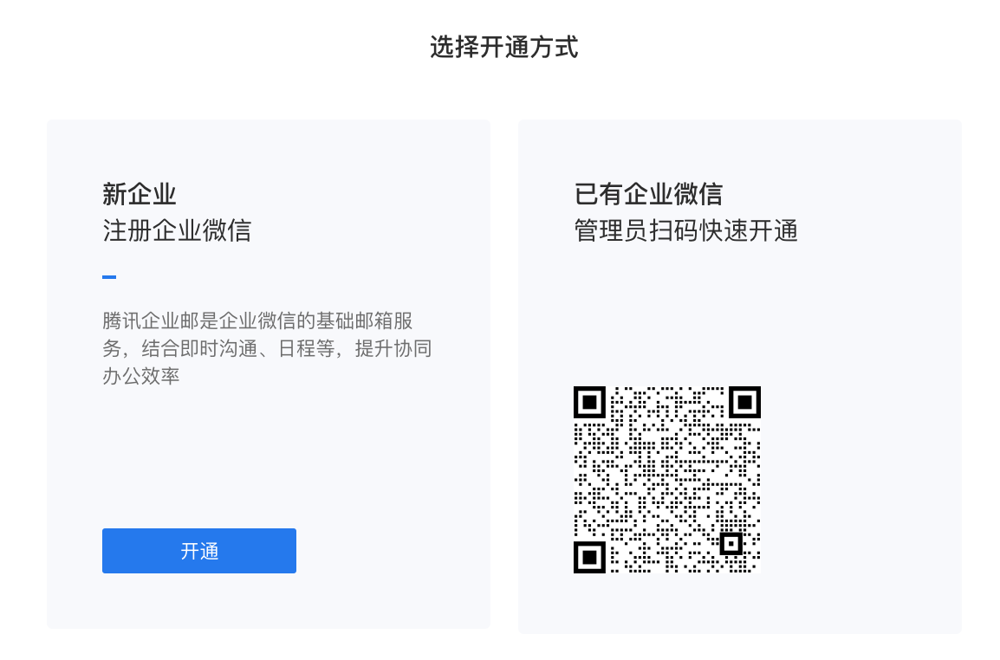 选择开通方式
新企业
注册企业微信
腾讯企业邮是企业微信的基础邮箱服
务，结合即时沟通、日程等，提升协同
办公效率
开通
已有企业微信
管理员扫码快速开通